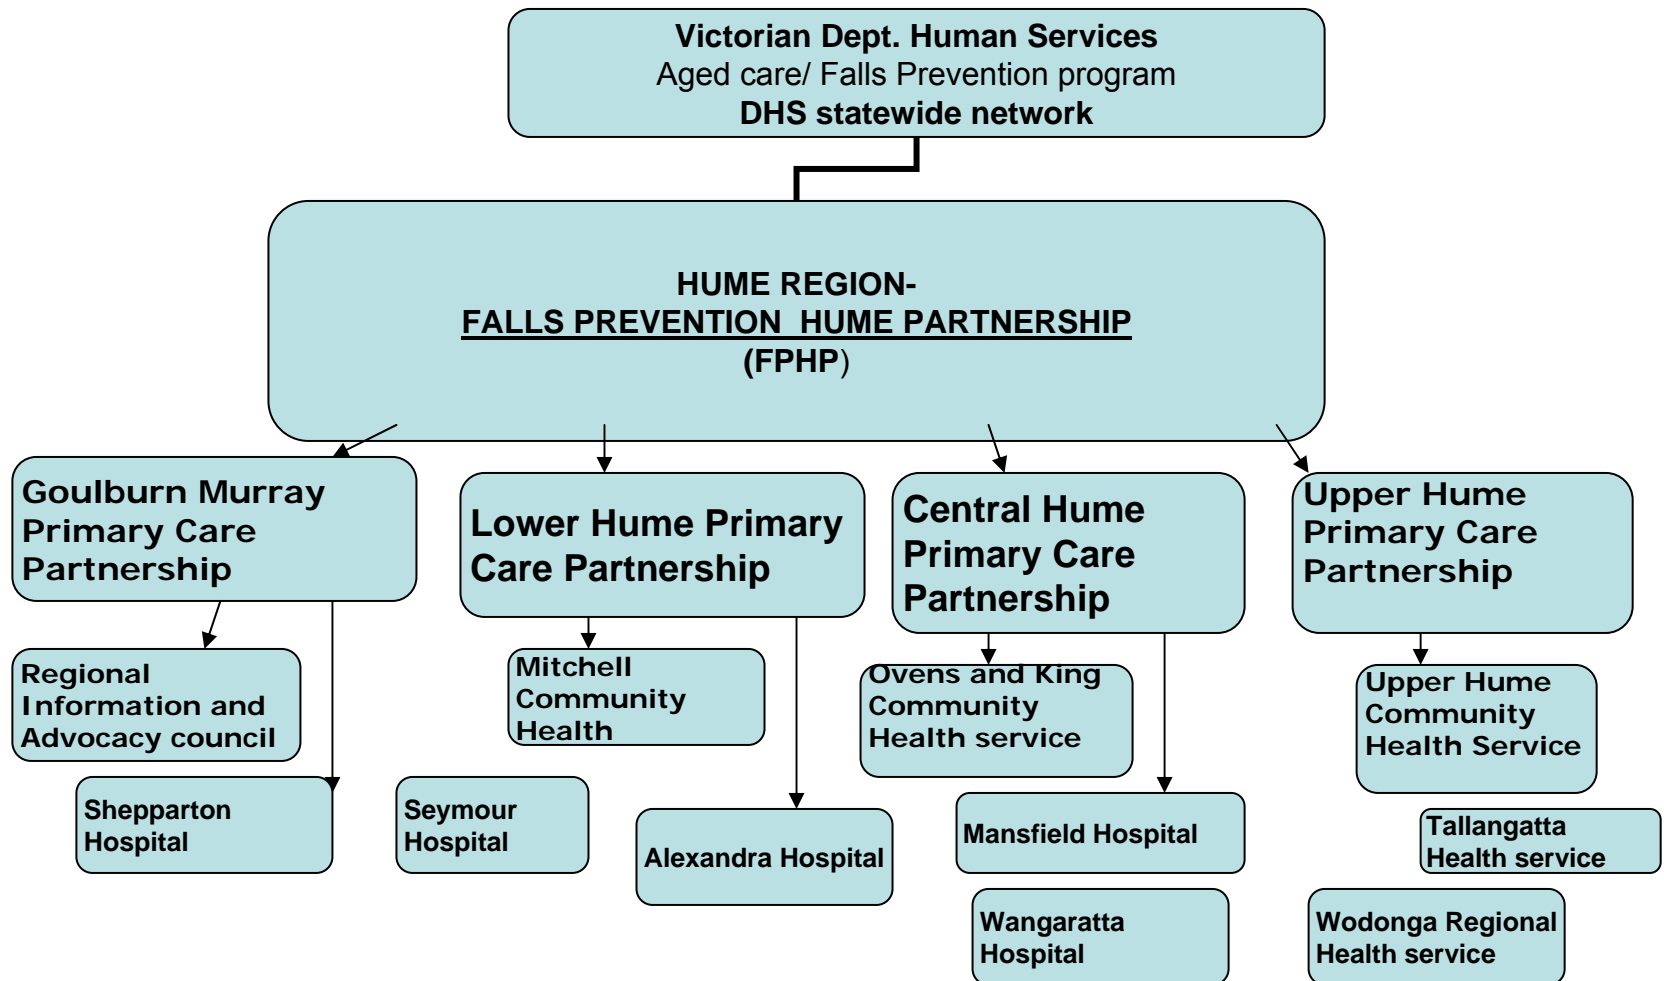 Victorian Dept. Human Services
Aged care/ Falls Prevention program
DHS statewide network
HUME REGION-
FALLS PREVENTION HUME PARTNERSHIP
(FPHP)
Goulburn Murray
Primary Care
Partnership
Lower Hume Primary
Care Partnership
Central Hume
Primary Care
Partnership
Upper Hume
Primary Care
Partnership
Regional
Information and
Advocacy council
Mitchell
Community
Health
Ovens and King
Community
Health service
Upper Hume
Community
Health Service
Shepparton
Hospital
Seymour
Hospital
Alexandra Hospital
Mansfield Hospital
Tallangatta
Health service
Wangaratta
Hospital
Wodonga Regional
Health service